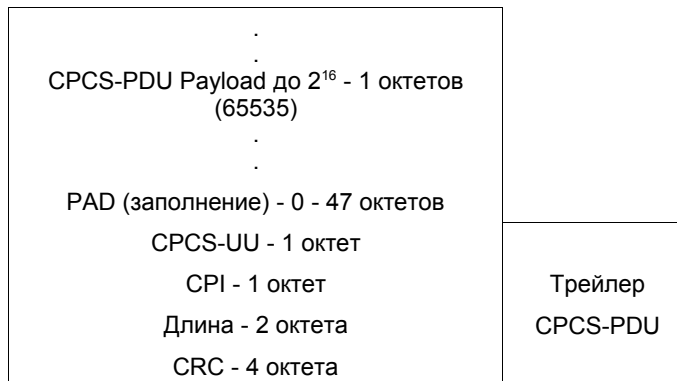 .
.
CPCS-PDU Payload до 2¹⁶ - 1 октетов
(65535)
.
.
PAD (заполнение) - 0 - 47 октетов
CPCS-UU - 1 октет
CPI - 1 октет
Длина - 2 октета
CRC - 4 октета
Трейлер
CPCS-PDU